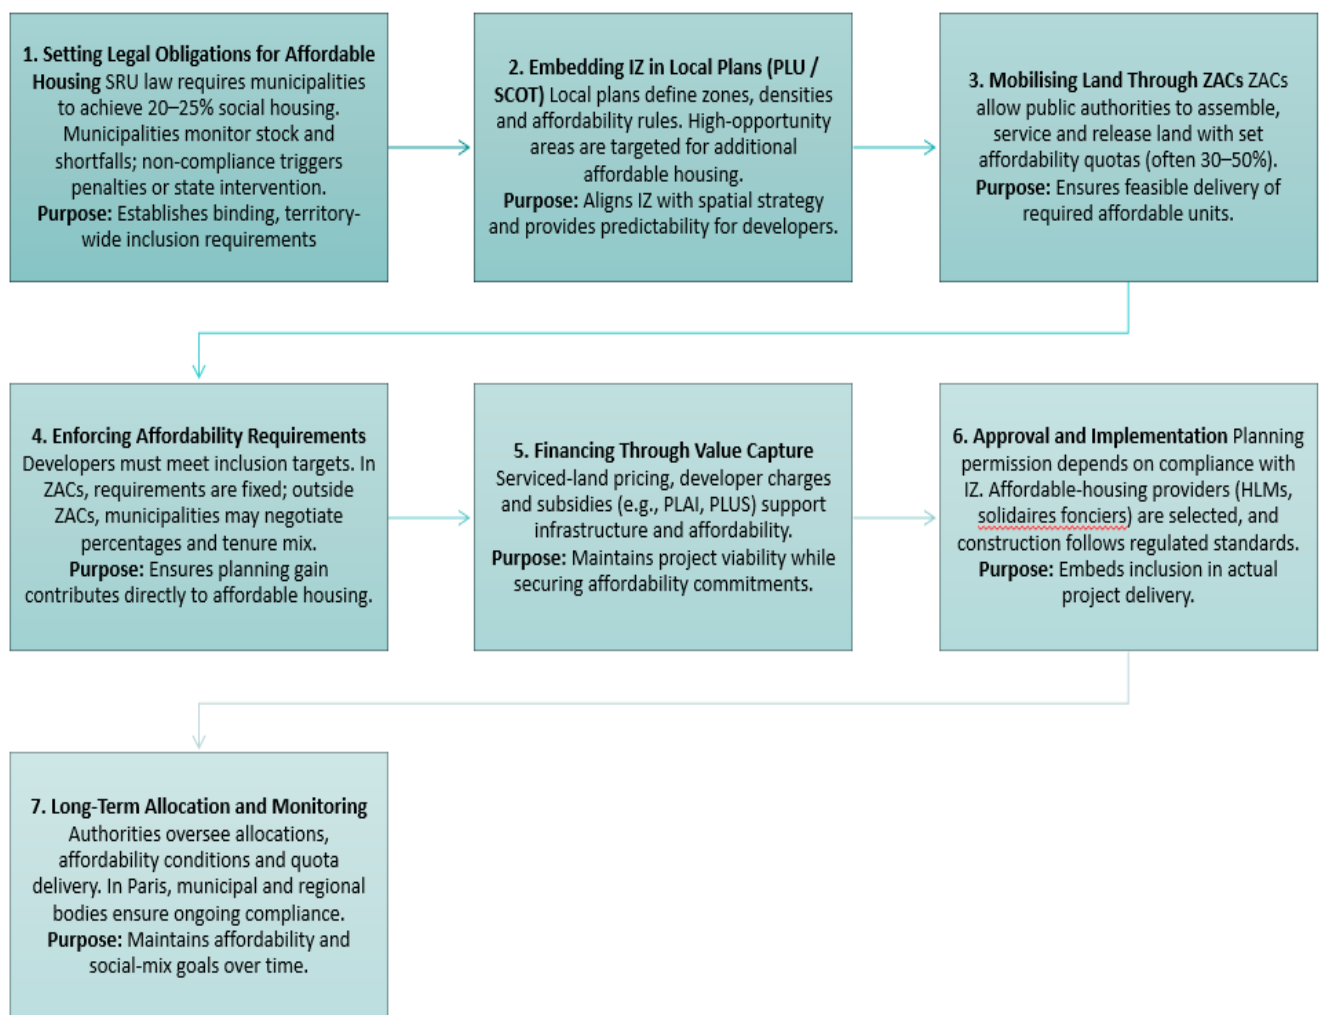 1. Setting Legal Obligations for Affordable
Housing SRU law requires municipalities
to achieve 20–25% social housing.
Municipalities monitor stock and
shortfalls; non-compliance triggers
penalties or state intervention.
Purpose: Establishes binding, territory-
wide inclusion requirements
2. Embedding IZ in Local Plans (PLU /
SCOT) Local plans define zones, densities
and affordability rules. High-opportunity
areas are targeted for additional
affordable housing.
Purpose: Aligns IZ with spatial strategy
and provides predictability for developers.
3. Mobilising Land Through ZACs ZACs
allow public authorities to assemble,
service and release land with set
affordability quotas (often 30–50%).
Purpose: Ensures feasible delivery of
required affordable units.
4. Enforcing Affordability Requirements
Developers must meet inclusion targets. In
ZACs, requirements are fixed; outside
ZACs, municipalities may negotiate
percentages and tenure mix.
Purpose: Ensures planning gain
contributes directly to affordable housing.
5. Financing Through Value Capture
Serviced-land pricing, developer charges
and subsidies (e.g., PLAI, PLUS) support
infrastructure and affordability.
Purpose: Maintains project viability while
securing affordability commitments.
6. Approval and Implementation Planning
permission depends on compliance with
IZ. Affordable-housing providers (HLMs,
solidaires fonciers) are selected, and
construction follows regulated standards.
Purpose: Embeds inclusion in actual
project delivery.
7. Long-Term Allocation and Monitoring
Authorities oversee allocations,
affordability conditions and quota
delivery. In Paris, municipal and regional
bodies ensure ongoing compliance.
Purpose: Maintains affordability and
social-mix goals over time.